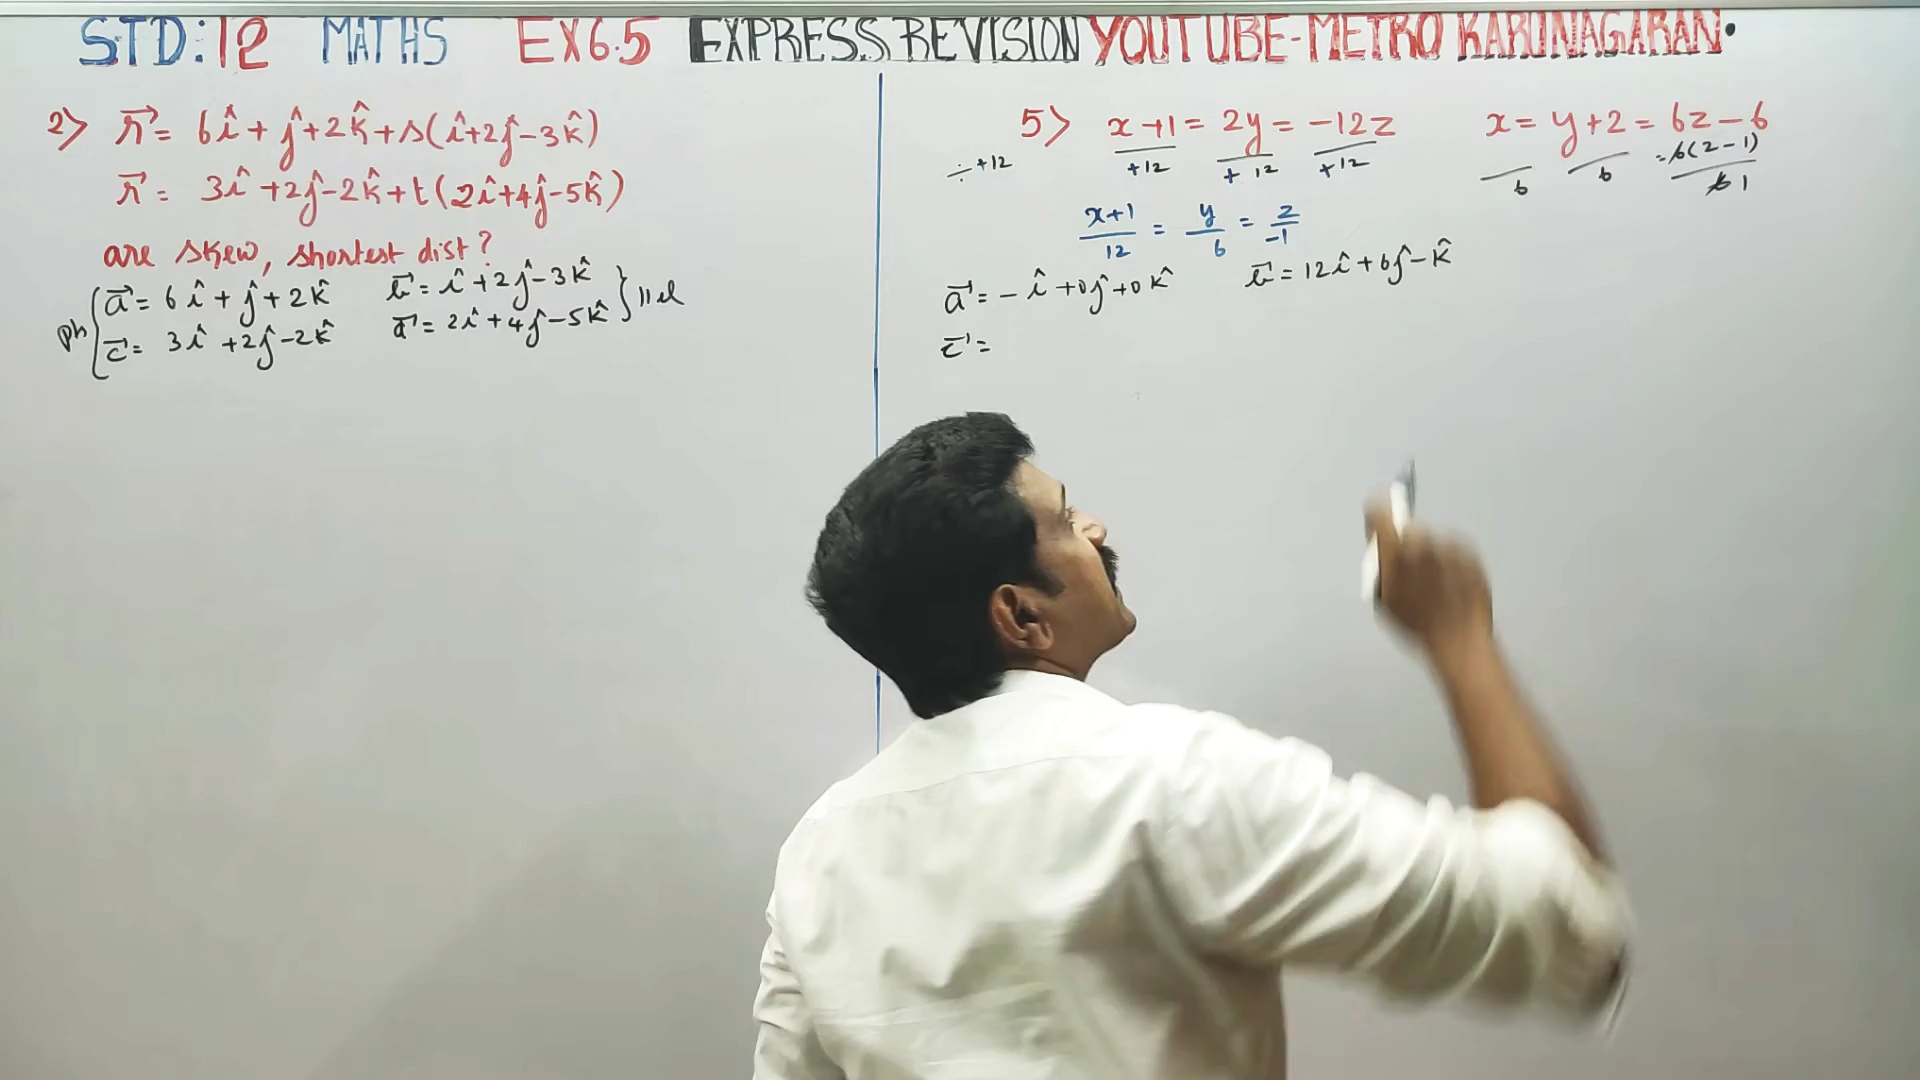 STD:12 MATHS EX6.5 EXPRESS REVISION YOUTUBE-METRO KARUNAGARAN.
2) r⃗= 6î+ĵ+2k̂+s(î+2ĵ-3k̂)
r⃗= 3î+2ĵ-2k̂+t(2î+4ĵ-5k̂)
are skew, shortest dist?
a⃗= 6î+ĵ+2k̂ b⃗=î+2ĵ-3k̂
c⃗= 3î+2ĵ-2k̂ d⃗=2î+4ĵ-5k̂ } ||el
5) x+1=2y=-12z x=y+2=6z-6
÷+12 +12 +12 +12 6 6 =6(z-1)
6 1
x+1/12 = y/6 = z/-1
a⃗=-î+0ĵ+0k̂ b⃗=12î+6ĵ-k̂
c⃗=